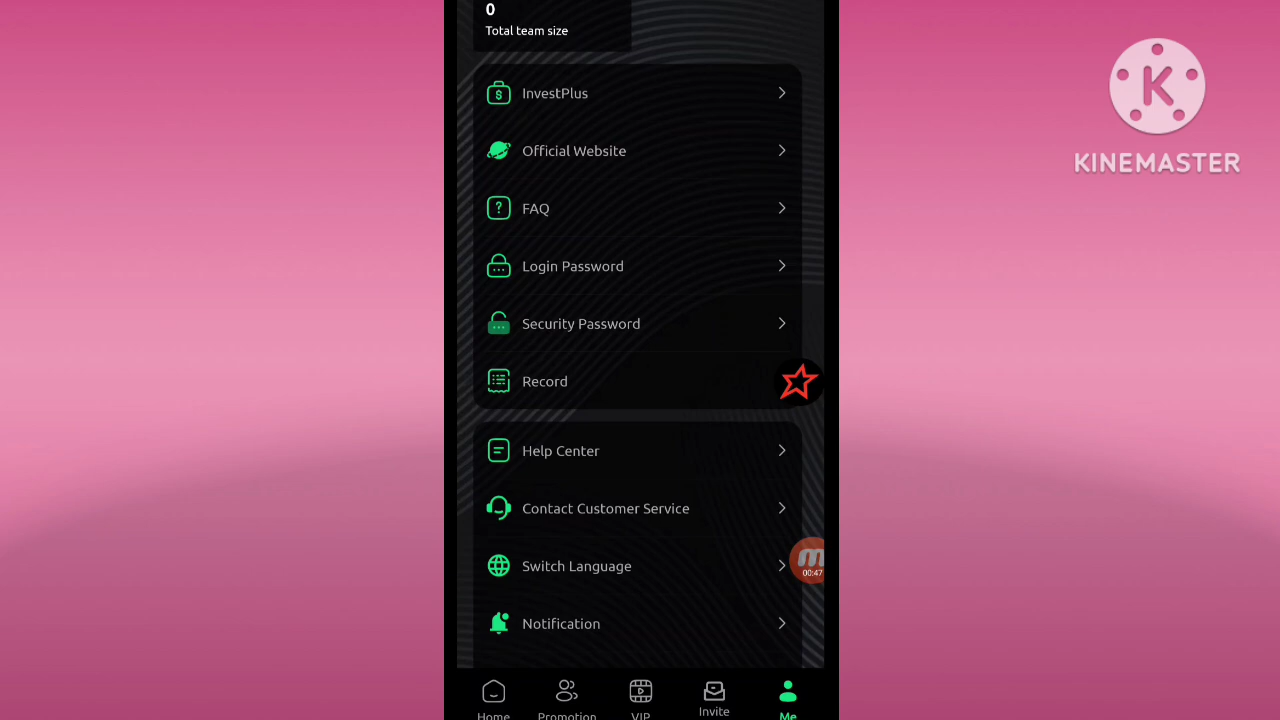 0
Total team size
InvestPlus
Official Website
FAQ
Login Password
Security Password
Record
Help Center
Contact Customer Service
Switch Language
Notification
Home
Promotion
VIP
Invite
Me
00:47
K
KINEMASTER